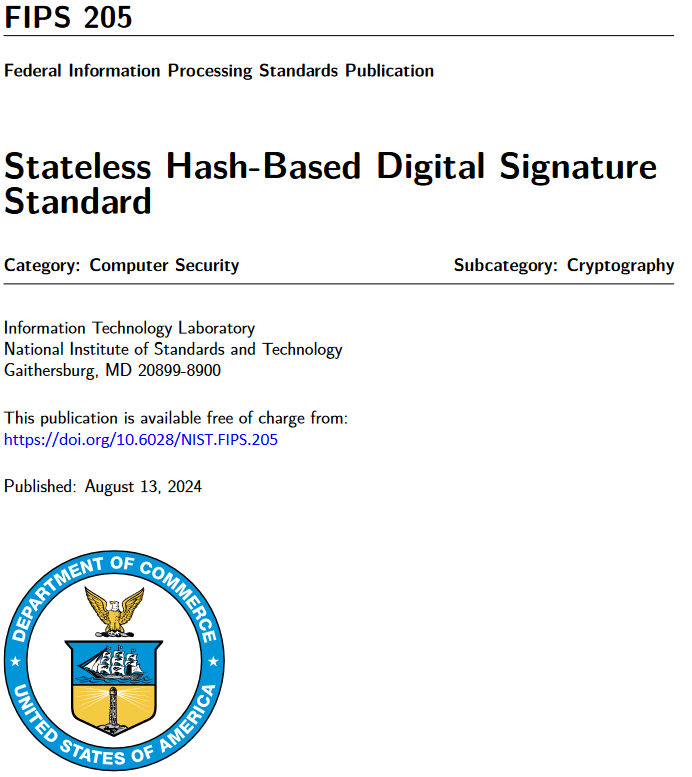 FIPS 205
Federal Information Processing Standards Publication
Stateless Hash-Based Digital Signature
Standard
Category: Computer Security Subcategory: Cryptography
Information Technology Laboratory
National Institute of Standards and Technology
Gaithersburg, MD 20899-8900
This publication is available free of charge from:
https://doi.org/10.6028/NIST.FIPS.205
Published: August 13, 2024
DEPARTMENT OF COMMERCE
UNITED STATES OF AMERICA